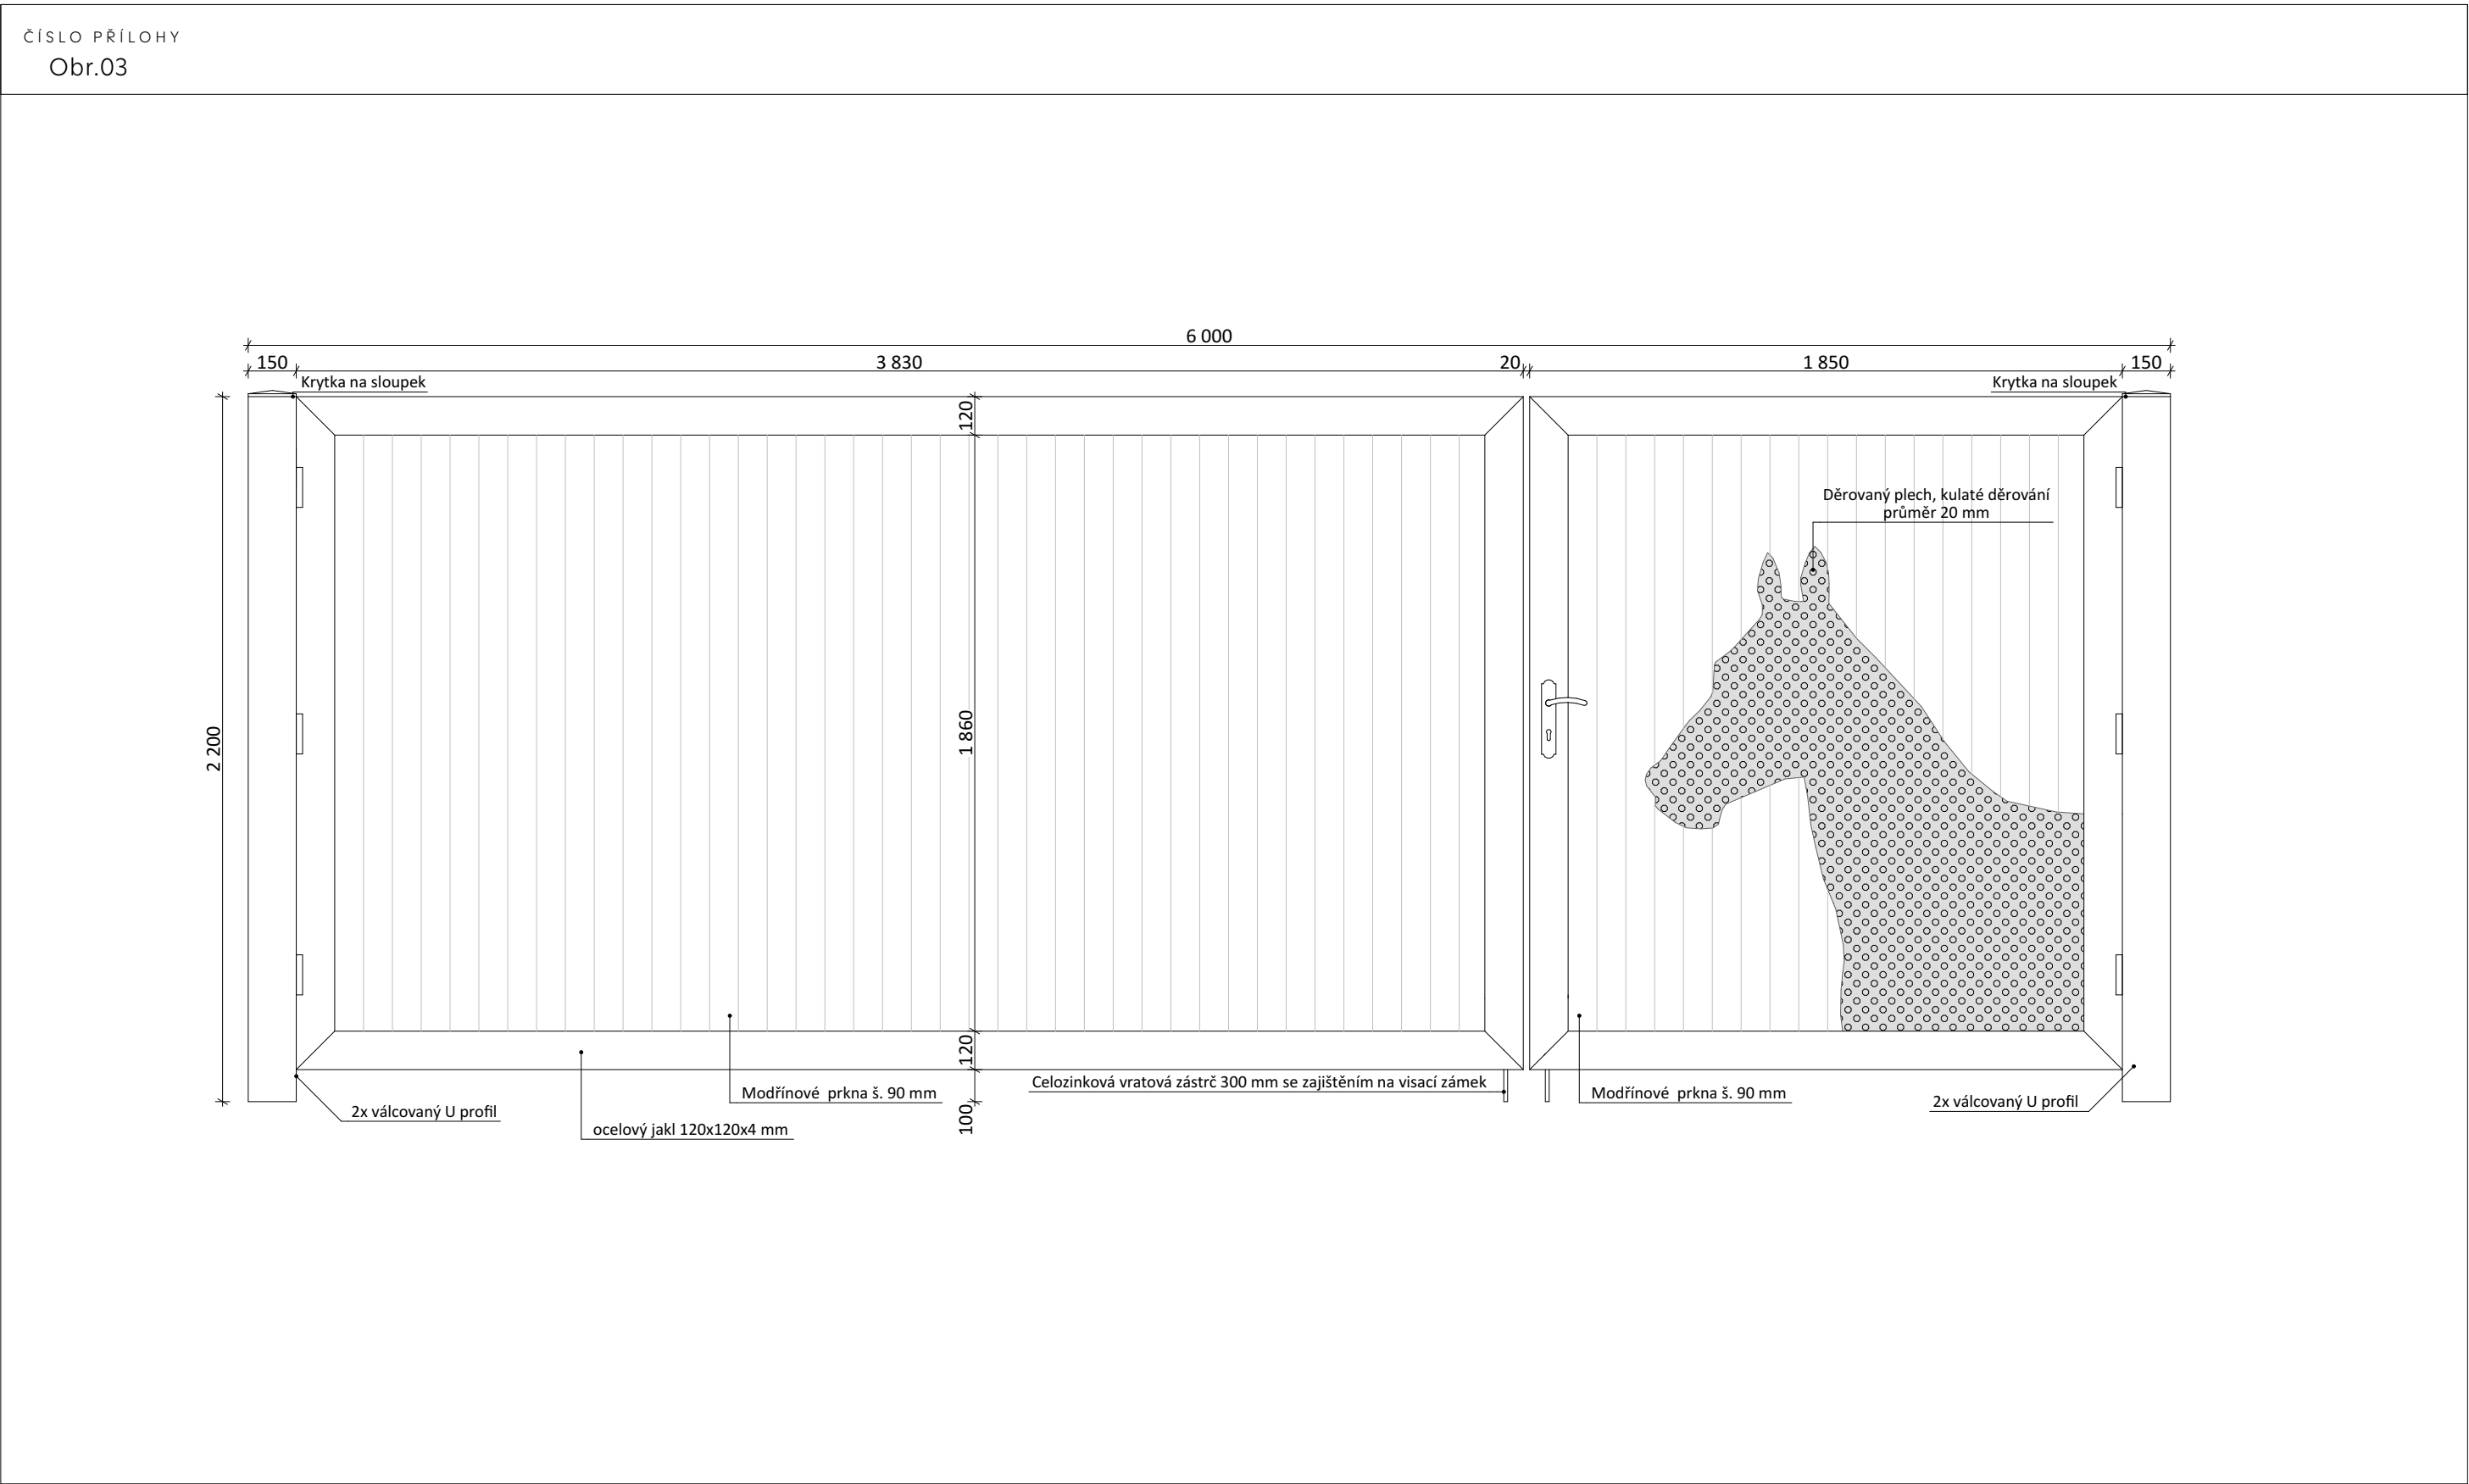 ČÍSLO PŘÍLOHY
Obr.03
6 000
150
3 830
20
1 850
150
Krytka na sloupek
Krytka na sloupek
120
Děrovaný plech, kulaté děrování
průměr 20 mm
2 200
1 860
120
Celozinková vratová zástrč 300 mm se zajištěním na visací zámek
Modřínové prkna š. 90 mm
Modřínové prkna š. 90 mm
2x válcovaný U profil
2x válcovaný U profil
100
ocelový jakl 120x120x4 mm